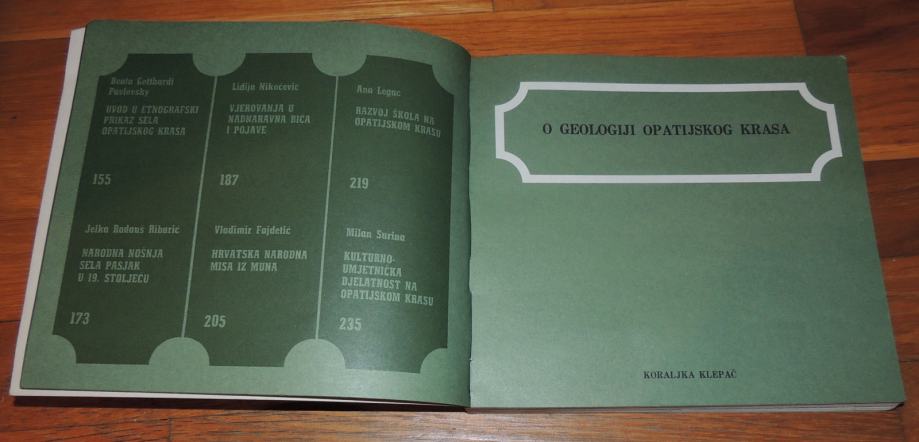 Beata Gotthardi
Pavlovsky
UVOD U ETNOGRAFSKI
PRIKAZ SELA
OPATIJSKOG KRASA
155
Lidija Nikočević
VJEROVANJA U
NADNARAVNA BIĆA
I POJAVE
187
Ana Legac
RAZVOJ ŠKOLA NA
OPATIJSKOM KRASU
219
Jelka Radauš Ribarić
NARODNA NOŠNJA
SELA PASJAK
U 19. STOLJEĆU
173
Vladimir Fajdetić
HRVATSKA NARODNA
MISA IZ MUNA
205
Milan Surina
KULTURNO-
UMJETNIČKA
DJELATNOST NA
OPATIJSKOM KRASU
235
O GEOLOGIJI OPATIJSKOG KRASA
KORALJKA KLEPAČ